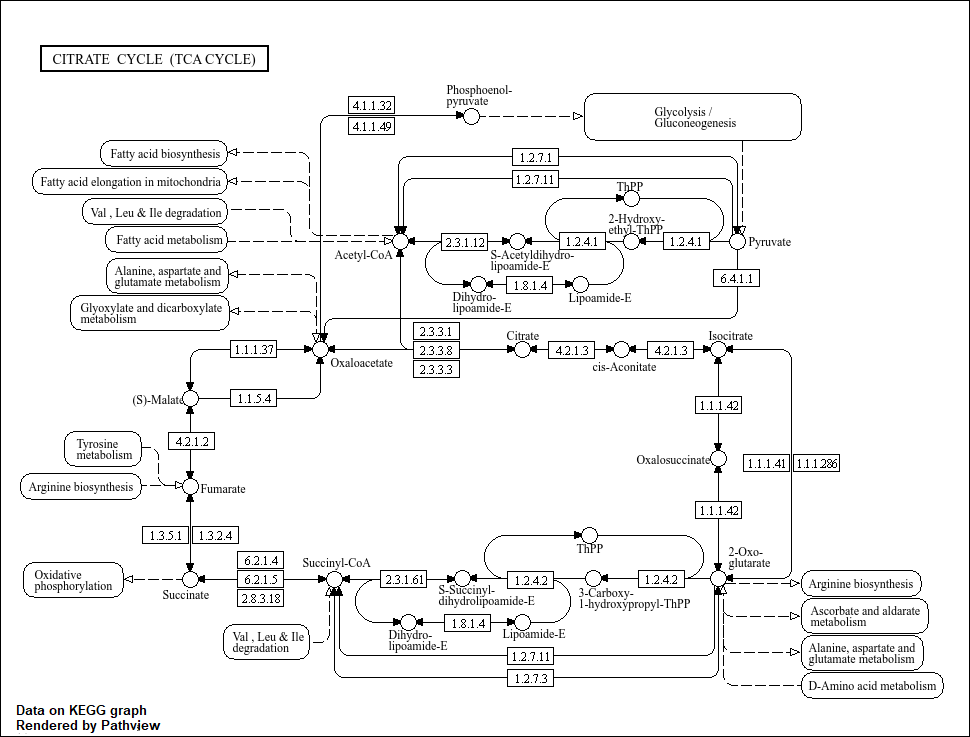 CITRATE CYCLE (TCA CYCLE)
Phosphoenol-
pyruvate
4.1.1.32
4.1.1.49
Glycolysis /
Gluconeogenesis
Fatty acid biosynthesis
Fatty acid elongation in mitochondria
Val , Leu & Ile degradation
Fatty acid metabolism
Alanine, aspartate and
glutamate metabolism
Glyoxylate and dicarboxylate
metabolism
1.2.7.1
1.2.7.11
ThPP
2-Hydroxy-
ethyl-ThPP
Acetyl-CoA
2.3.1.12
S-Acetyldihydro-
lipoamide-E
1.2.4.1
1.2.4.1
Pyruvate
Dihydro-
lipoamide-E
1.8.1.4
Lipoamide-E
6.4.1.1
2.3.3.1
2.3.3.8
2.3.3.3
Citrate
4.2.1.3
cis-Aconitate
4.2.1.3
Isocitrate
1.1.1.37
Oxaloacetate
(S)-Malate
1.1.5.4
1.1.1.42
4.2.1.2
Tyrosine
metabolism
Arginine biosynthesis
Fumarate
Oxalosuccinate
1.1.1.41
1.1.1.286
1.1.1.42
1.3.5.1
1.3.2.4
Oxidative
phosphorylation
Succinate
6.2.1.4
6.2.1.5
2.8.3.18
Succinyl-CoA
2.3.1.61
S-Succinyl-
dihydrolipoamide-E
ThPP
1.2.4.2
3-Carboxy-
1-hydroxypropyl-ThPP
1.2.4.2
2-Oxo-
glutarate
Dihydro-
lipoamide-E
1.8.1.4
Lipoamide-E
Val , Leu & Ile
degradation
1.2.7.11
1.2.7.3
Arginine biosynthesis
Ascorbate and aldarate
metabolism
Alanine, aspartate and
glutamate metabolism
D-Amino acid metabolism
Data on KEGG graph
Rendered by Pathview